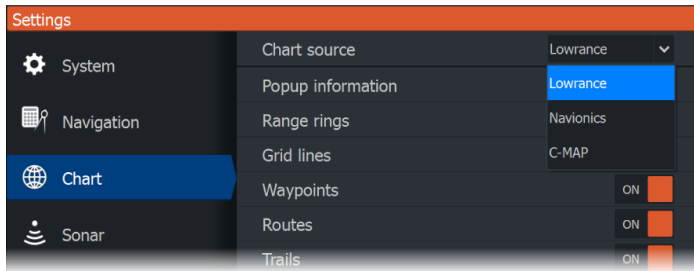 Settings
System
Navigation
Chart
Sonar
Chart source Lowrance
Popup information
Range rings
Grid lines
Waypoints ON
Routes ON
Trails ON
Lowrance
Navionics
C-MAP